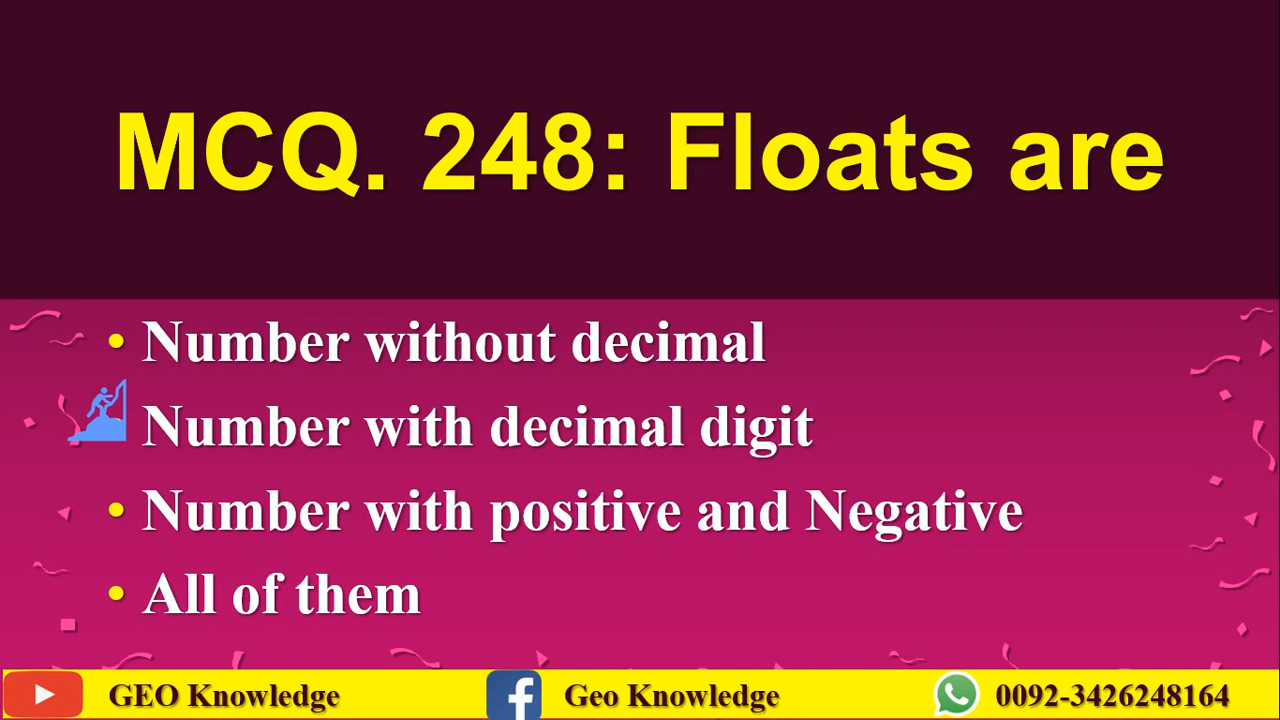 MCQ. 248: Floats are
• Number without decimal
Number with decimal digit
• Number with positive and Negative
• All of them
GEO Knowledge Geo Knowledge 0092-3426248164